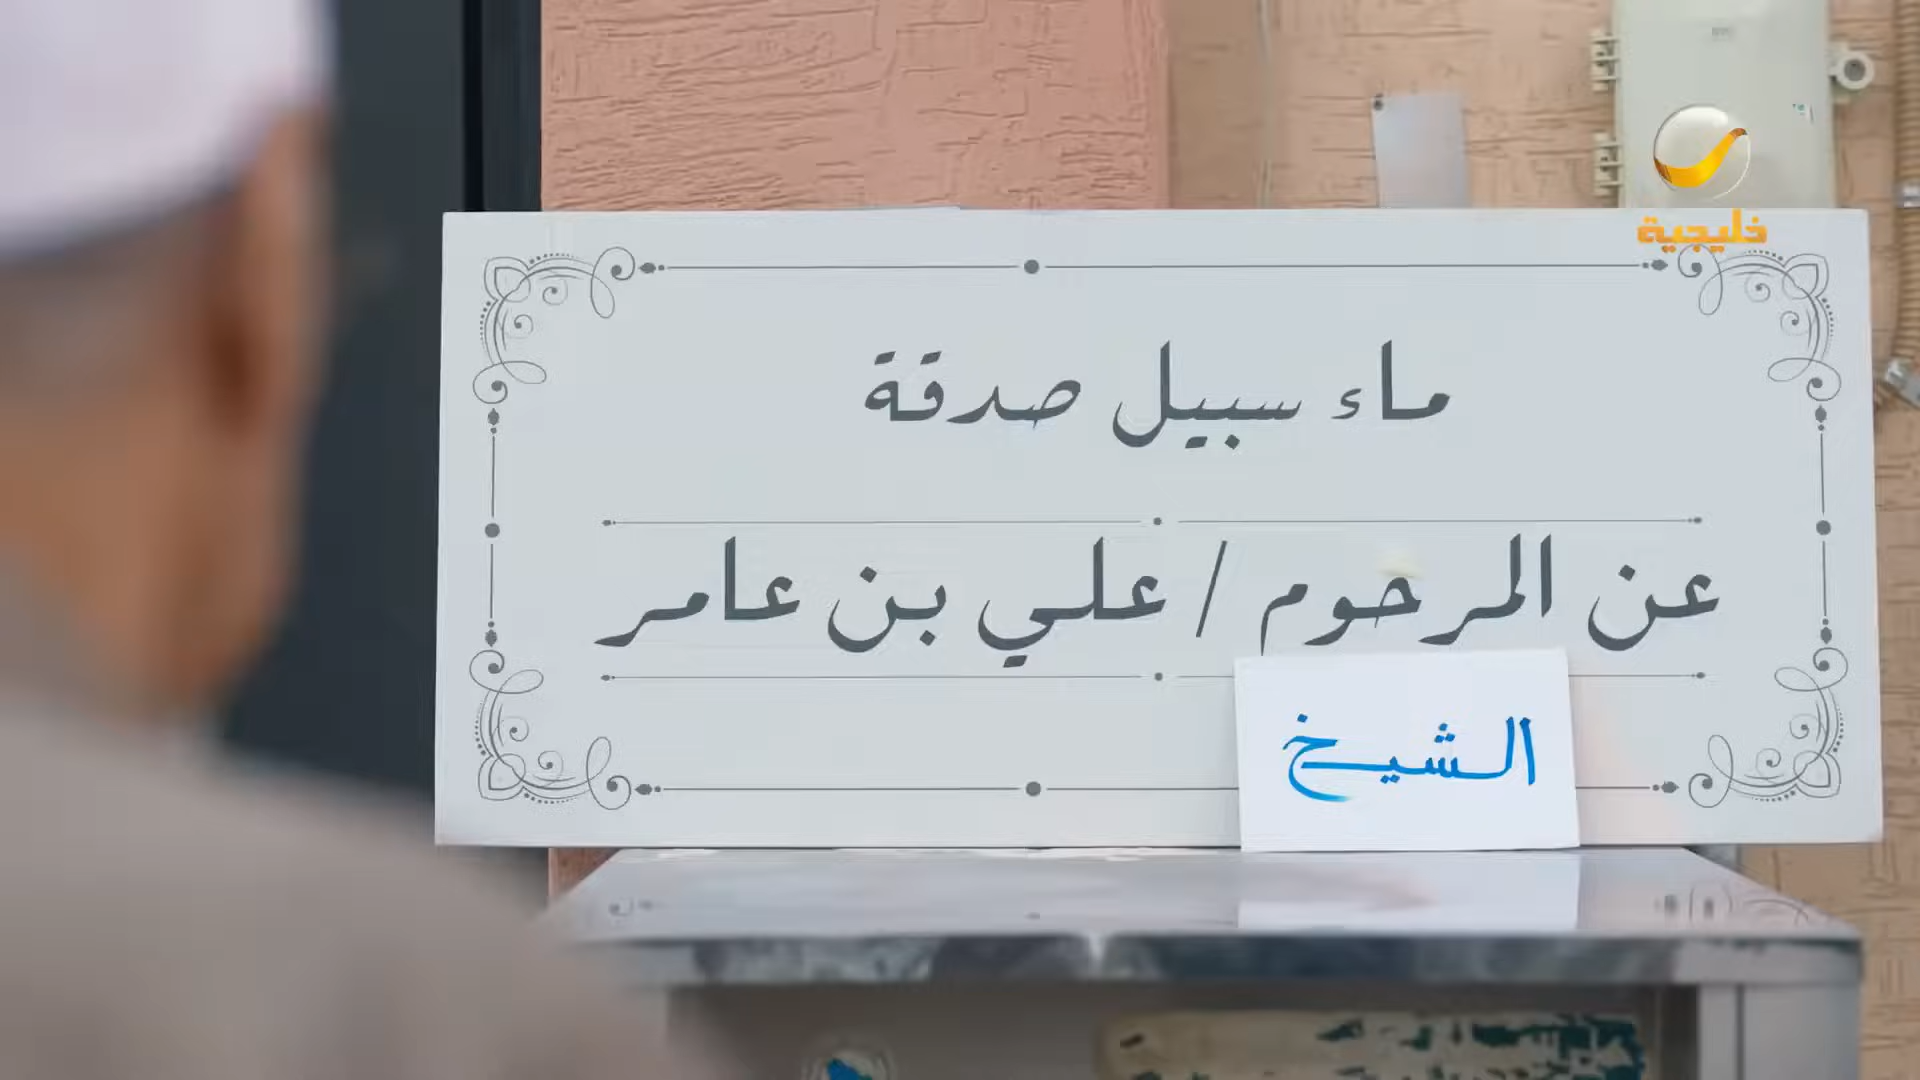 خليجية
ماء سبيل صدقة
عن المرحوم / علي بن عامر
الشيخ